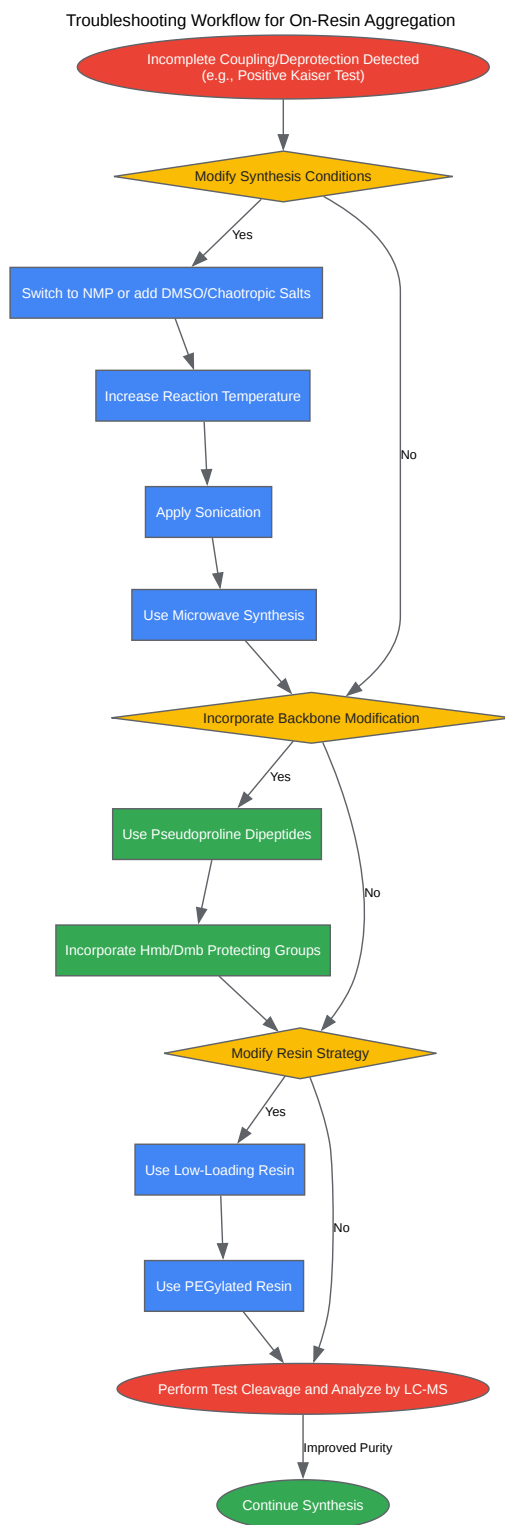 Troubleshooting Workflow for On-Resin Aggregation
Incomplete Coupling/Deprotection Detected
(e.g., Positive Kaiser Test)
Modify Synthesis Conditions
Yes
Switch to NMP or add DMSO/Chaotropic Salts
Increase Reaction Temperature
No
Apply Sonication
Use Microwave Synthesis
Incorporate Backbone Modification
Yes
Use Pseudoproline Dipeptides
No
Incorporate Hmb/Dmb Protecting Groups
Modify Resin Strategy
Yes
Use Low-Loading Resin
No
Use PEGylated Resin
Perform Test Cleavage and Analyze by LC-MS
Improved Purity
Continue Synthesis